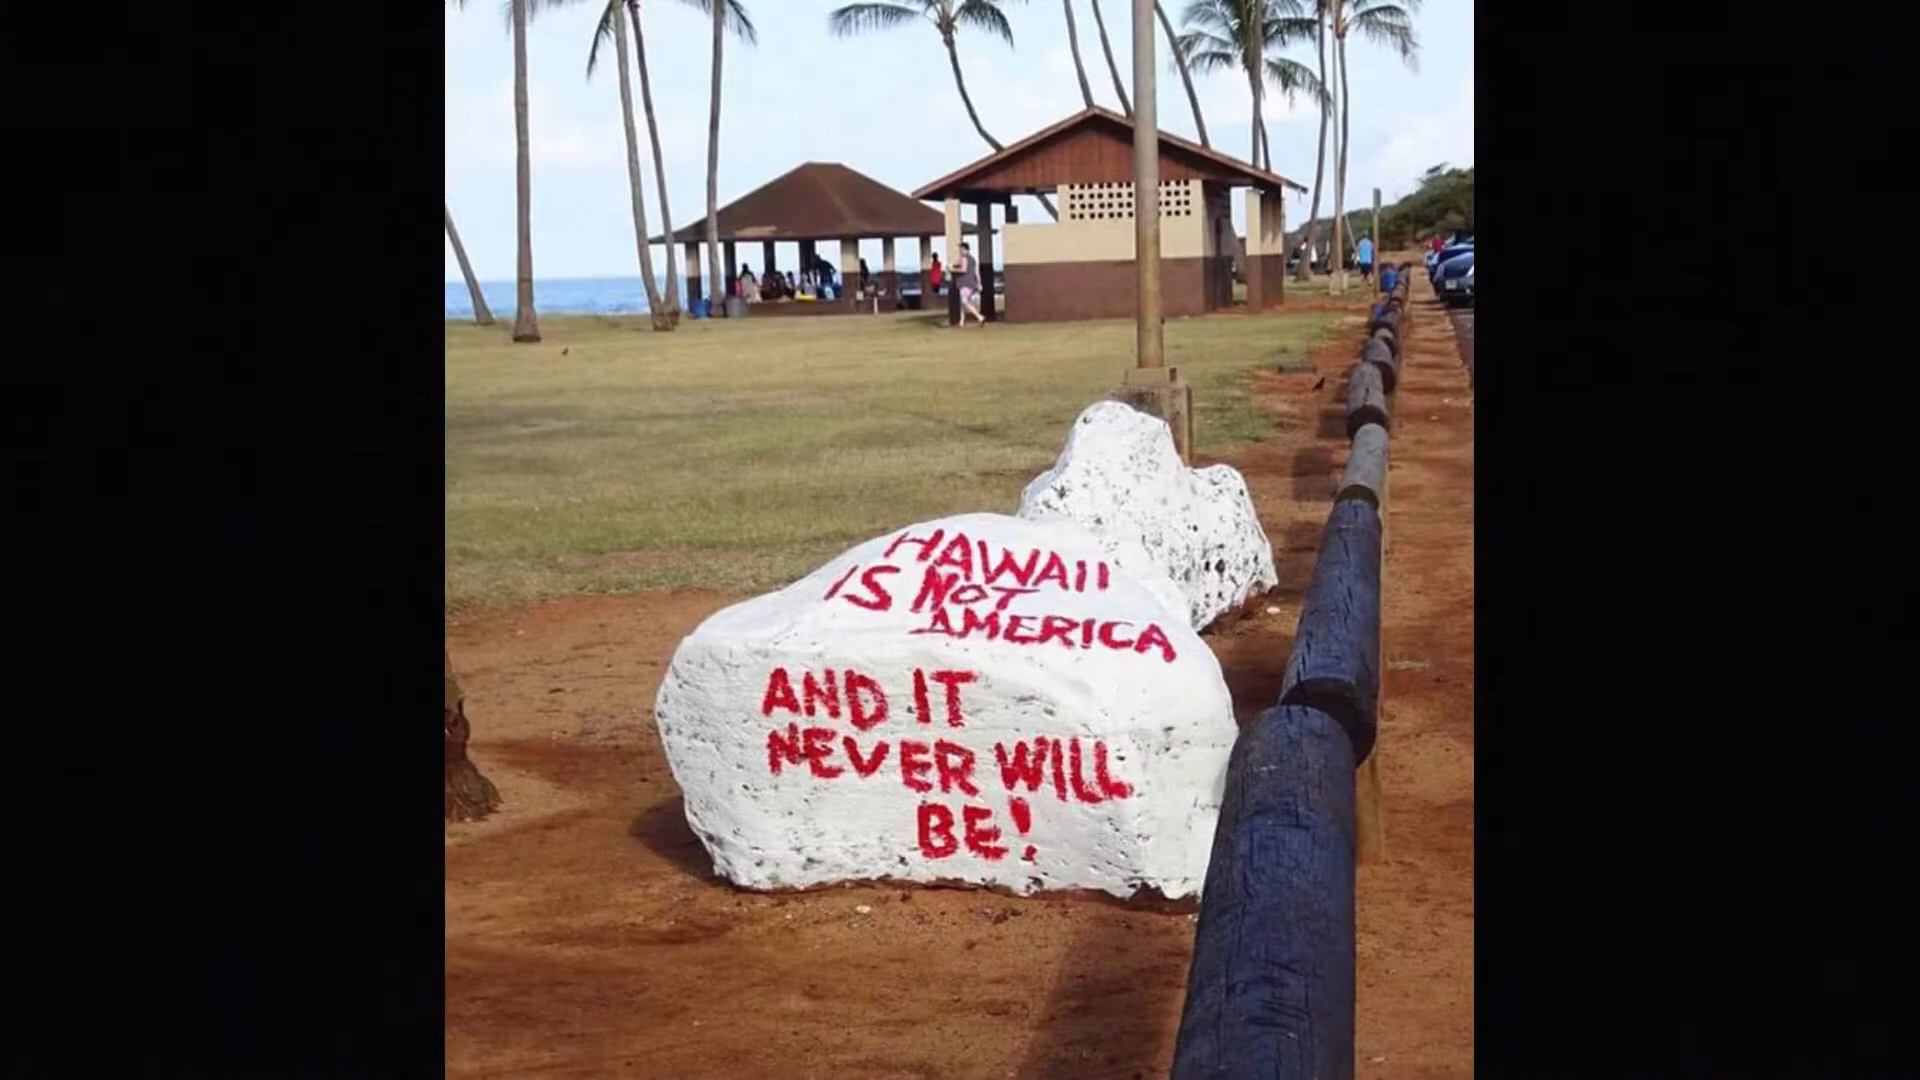 HAWAII
IS NOT
AMERICA
AND IT
NEVER WILL
BE!